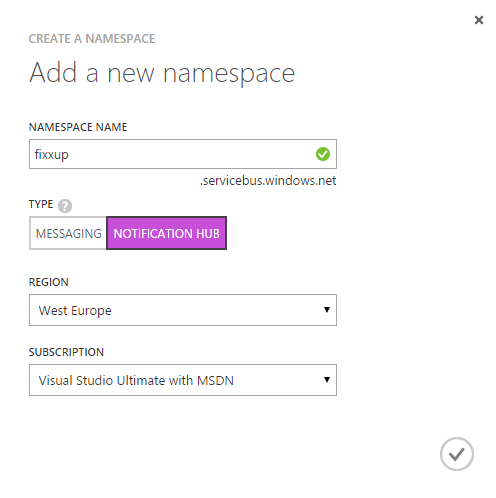 CREATE A NAMESPACE
Add a new namespace
NAMESPACE NAME
fixxup
.servicebus.windows.net
TYPE ?
MESSAGING NOTIFICATION HUB
REGION
West Europe
SUBSCRIPTION
Visual Studio Ultimate with MSDN